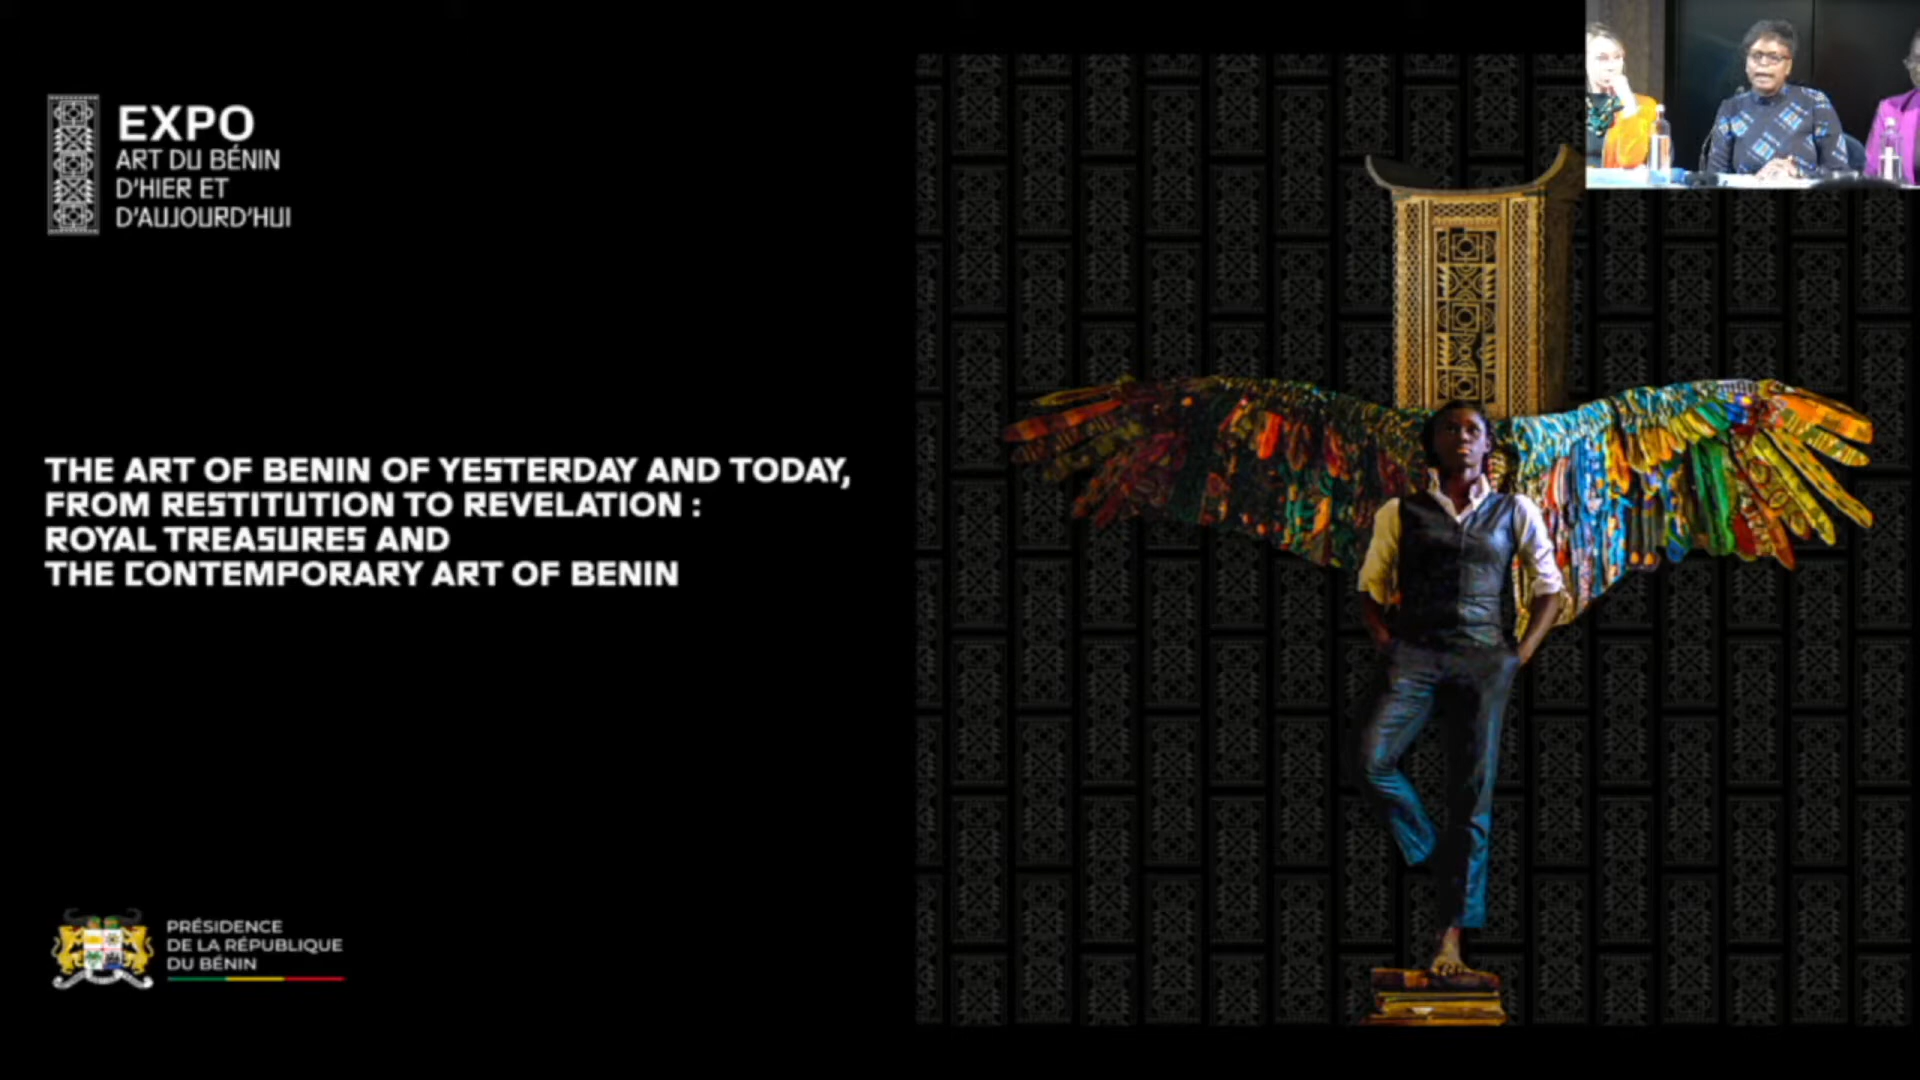 EXPO
ART DU BÉNIN
D'HIER ET
D'AUJOURD'HUI
THE ART OF BENIN OF YESTERDAY AND TODAY,
FROM RESTITUTION TO REVELATION :
ROYAL TREASURES AND
THE CONTEMPORARY ART OF BENIN
PRÉSIDENCE
DE LA RÉPUBLIQUE
DU BÉNIN